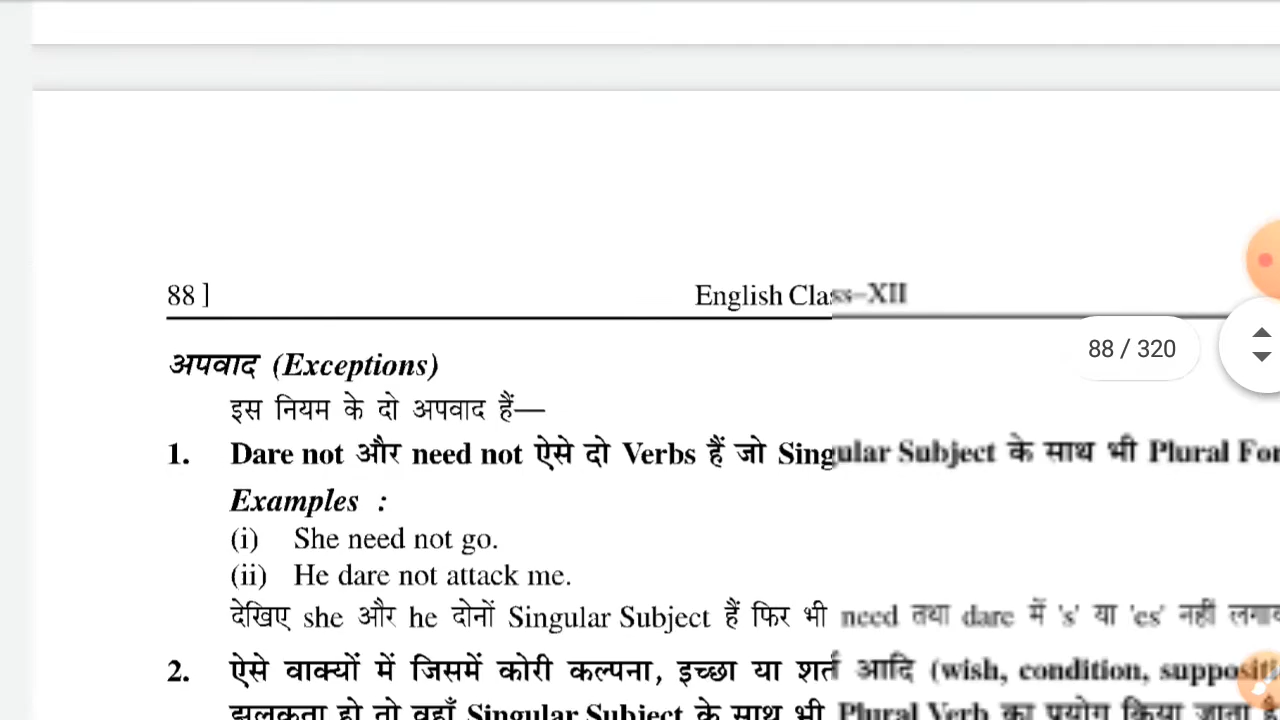 88 ]
English Class–XII
88 / 320
अपवाद (Exceptions)
इस नियम के दो अपवाद हैं—
1. Dare not और need not ऐसे दो Verbs हैं जो Singular Subject के साथ भी Plural
Examples :
(i) She need not go.
(ii) He dare not attack me.
देखिए she और he दोनों Singular Subject हैं फिर भी need तथा dare में 's' या 'es' नहीं
2. ऐसे वाक्यों में जिसमें कोरी कल्पना, इच्छा या शर्त आदि (wish, condition,
झलकता हो तो वहाँ Singular Subject के साथ भी Plural Verb का प्रयोग किया जाता